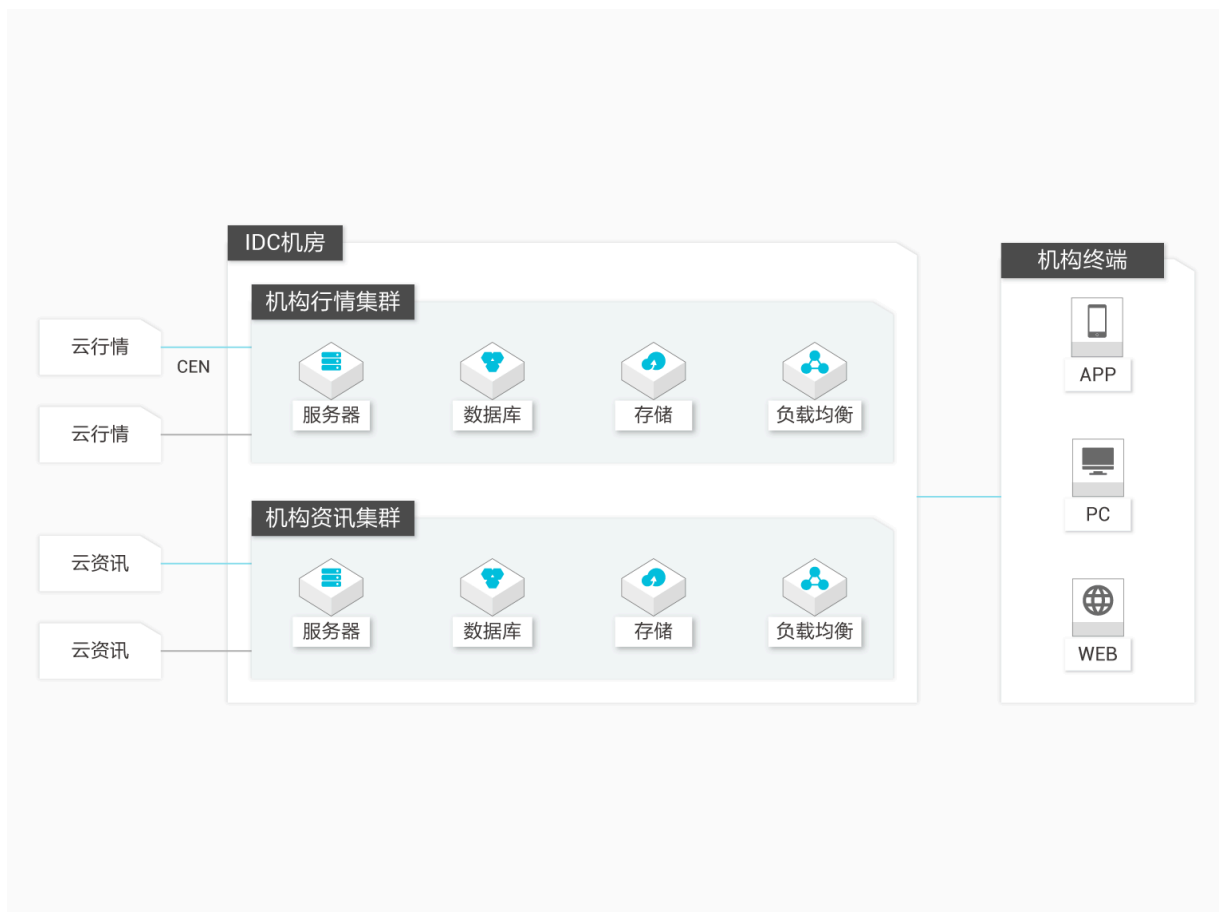 IDC机房
机构行情集群
云行情
CEN
云行情
服务器
数据库
存储
负载均衡
机构资讯集群
云资讯
云资讯
服务器
数据库
存储
负载均衡
机构终端
APP
PC
WEB